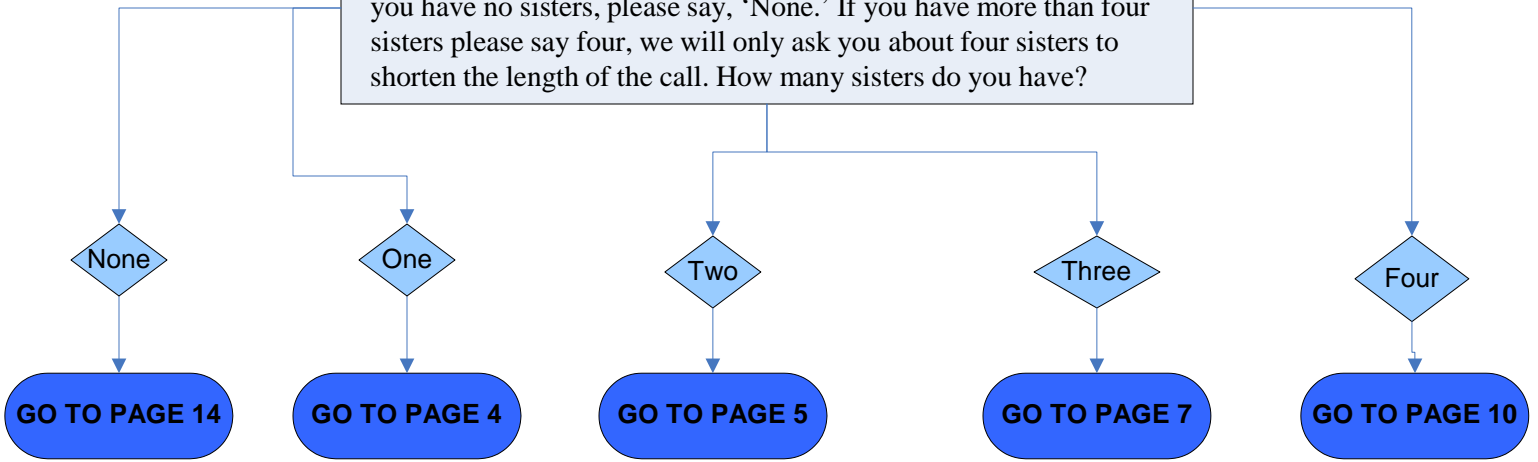 you have no sisters, please say, ‘None.’ If you have more than four
sisters please say four, we will only ask you about four sisters to
shorten the length of the call. How many sisters do you have?
None
One
Two
Three
Four
GO TO PAGE 14
GO TO PAGE 4
GO TO PAGE 5
GO TO PAGE 7
GO TO PAGE 10